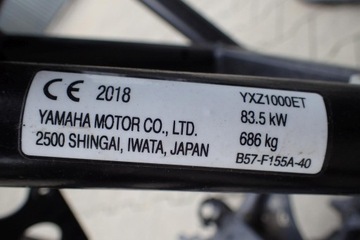 CE 2018 YXZ1000ET
YAMAHA MOTOR CO., LTD. 83.5 kW
2500 SHINGAI, IWATA, JAPAN 686 kg
B57-F155A-40